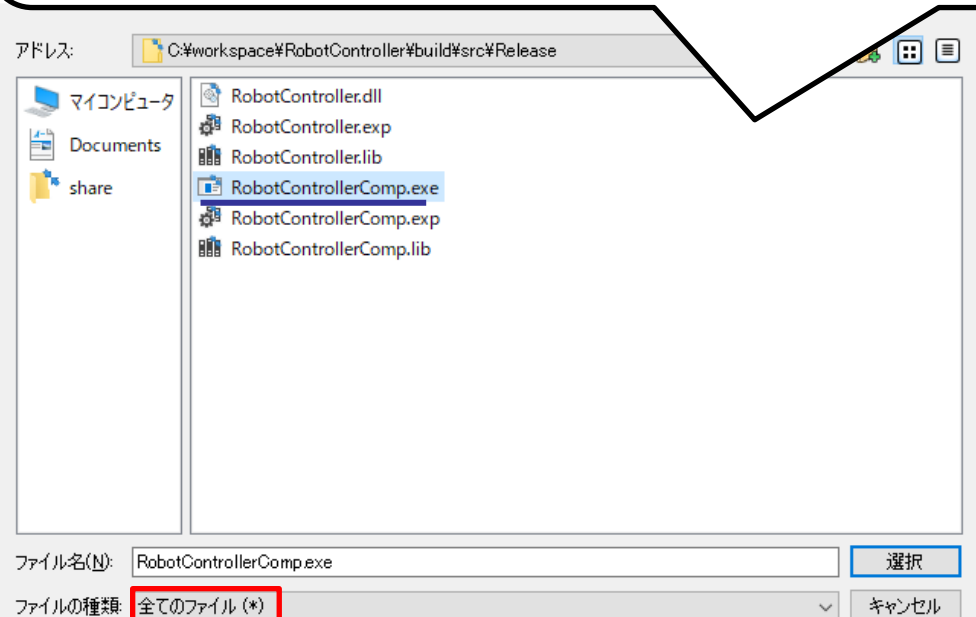 アドレス: C:¥workspace¥RobotController¥build¥src¥Release
マイコンピュータ
Documents
share
RobotController.dll
RobotController.exp
RobotController.lib
RobotControllerComp.exe
RobotControllerComp.exp
RobotControllerComp.lib
ファイル名(N): RobotControllerComp.exe 選択
ファイルの種類: 全てのファイル (*) キャンセル